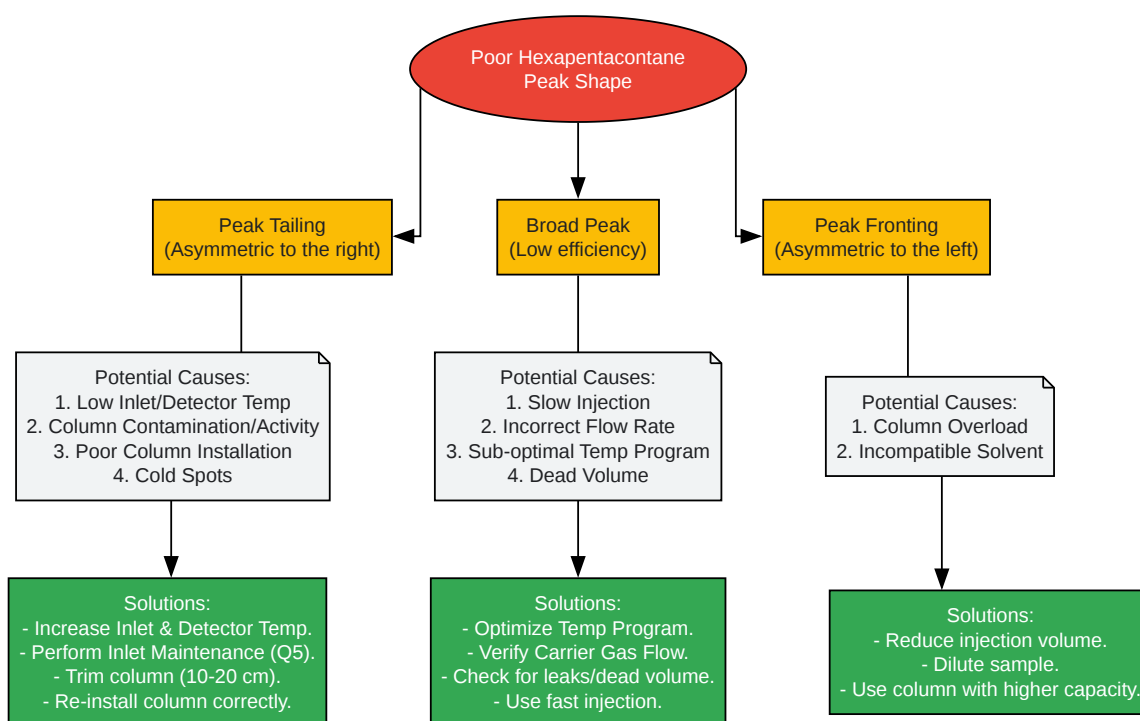 Poor Hexapentacontane
Peak Shape
Peak Tailing
(Asymmetric to the right)
Broad Peak
(Low efficiency)
Peak Fronting
(Asymmetric to the left)
Potential Causes:
1. Low Inlet/Detector Temp
2. Column Contamination/Activity
3. Poor Column Installation
4. Cold Spots
Potential Causes:
1. Slow Injection
2. Incorrect Flow Rate
3. Sub-optimal Temp Program
4. Dead Volume
Potential Causes:
1. Column Overload
2. Incompatible Solvent
Solutions:
- Increase Inlet & Detector Temp.
- Perform Inlet Maintenance (Q5).
- Trim column (10-20 cm).
- Re-install column correctly.
Solutions:
- Optimize Temp Program.
- Verify Carrier Gas Flow.
- Check for leaks/dead volume.
- Use fast injection.
Solutions:
- Reduce injection volume.
- Dilute sample.
- Use column with higher capacity.